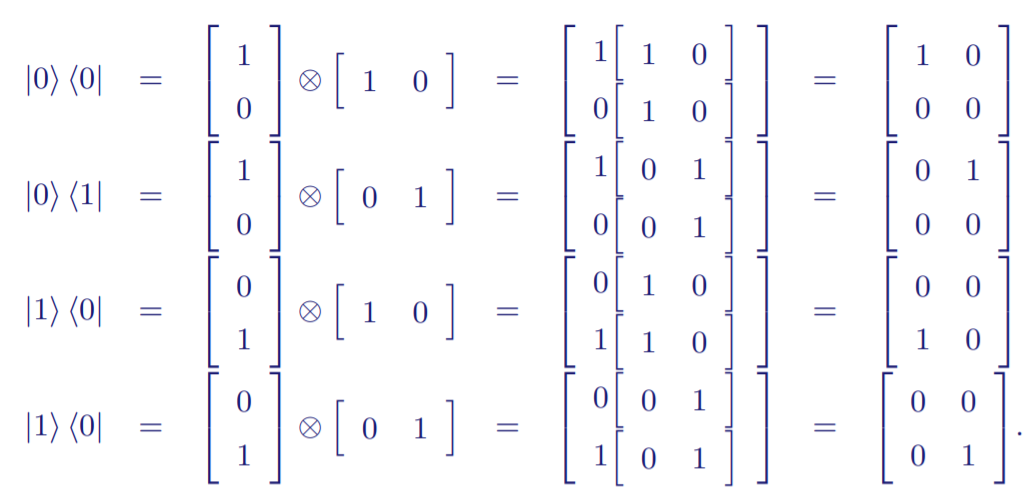 |0⟩ ⟨0| = [ 1 0 ] ⊗ [ 1 0 ] = [ 1[ 1 0 ] 0[ 1 0 ] ] = [ 1 0 0 0 ]
|0⟩ ⟨1| = [ 1 0 ] ⊗ [ 0 1 ] = [ 1[ 0 1 ] 0[ 0 1 ] ] = [ 0 1 0 0 ]
|1⟩ ⟨0| = [ 0 1 ] ⊗ [ 1 0 ] = [ 0[ 1 0 ] 1[ 1 0 ] ] = [ 0 0 1 0 ]
|1⟩ ⟨0| = [ 0 1 ] ⊗ [ 0 1 ] = [ 0[ 0 1 ] 1[ 0 1 ] ] = [ 0 0 0 1 ].